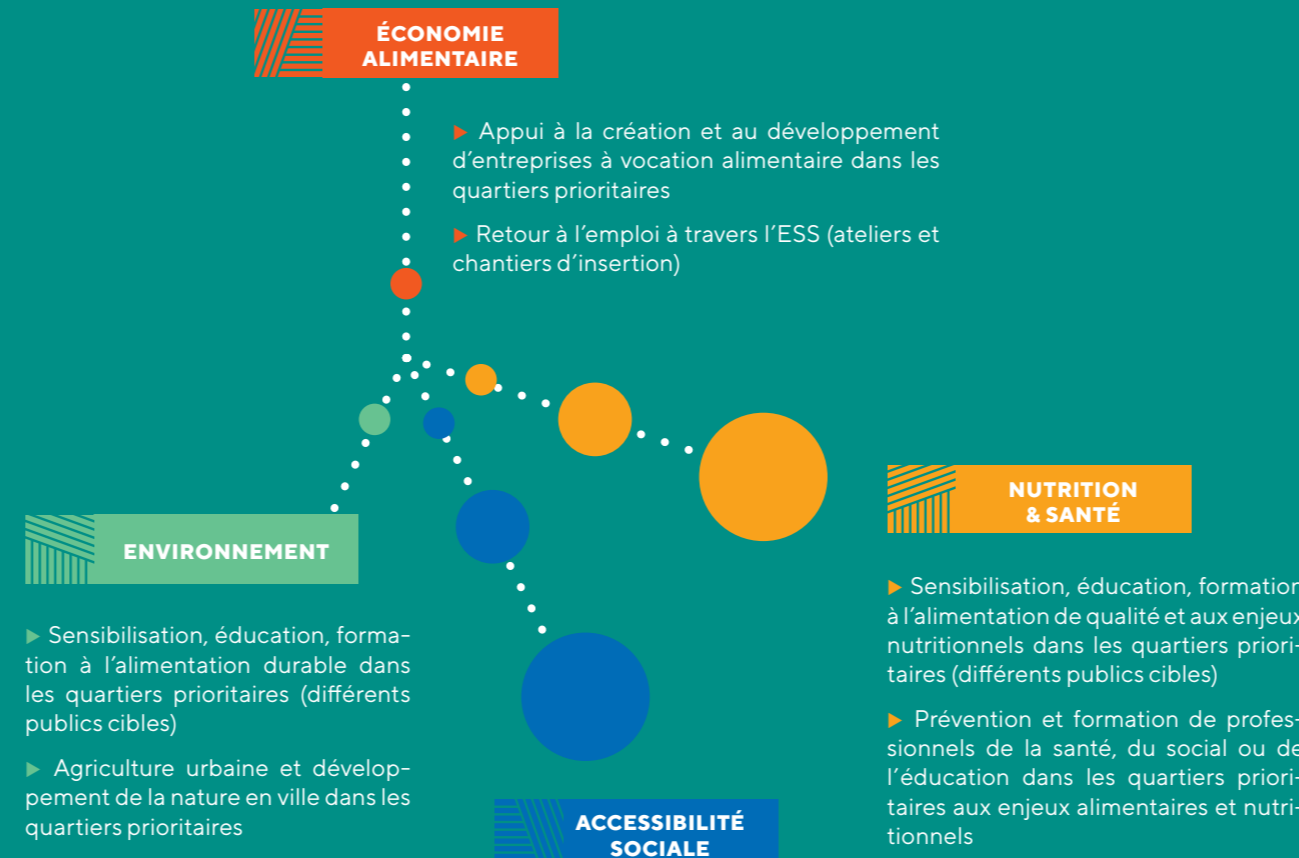 ÉCONOMIE
ALIMENTAIRE
▶ Appui à la création et au développement
d'entreprises à vocation alimentaire dans les
quartiers prioritaires
▶ Retour à l'emploi à travers l'ESS (ateliers et
chantiers d'insertion)
ENVIRONNEMENT
▶ Sensibilisation, éducation, forma-
tion à l'alimentation durable dans
les quartiers prioritaires (différents
publics cibles)
▶ Agriculture urbaine et dévelop-
pement de la nature en ville dans les
quartiers prioritaires
NUTRITION
& SANTÉ
▶ Sensibilisation, éducation, formation
à l'alimentation de qualité et aux enjeux
nutritionnels dans les quartiers priori-
taires (différents publics cibles)
▶ Prévention et formation de profes-
sionnels de la santé, du social ou de
l'éducation dans les quartiers priori-
taires aux enjeux alimentaires et nutri-
tionnels
ACCESSIBILITÉ
SOCIALE